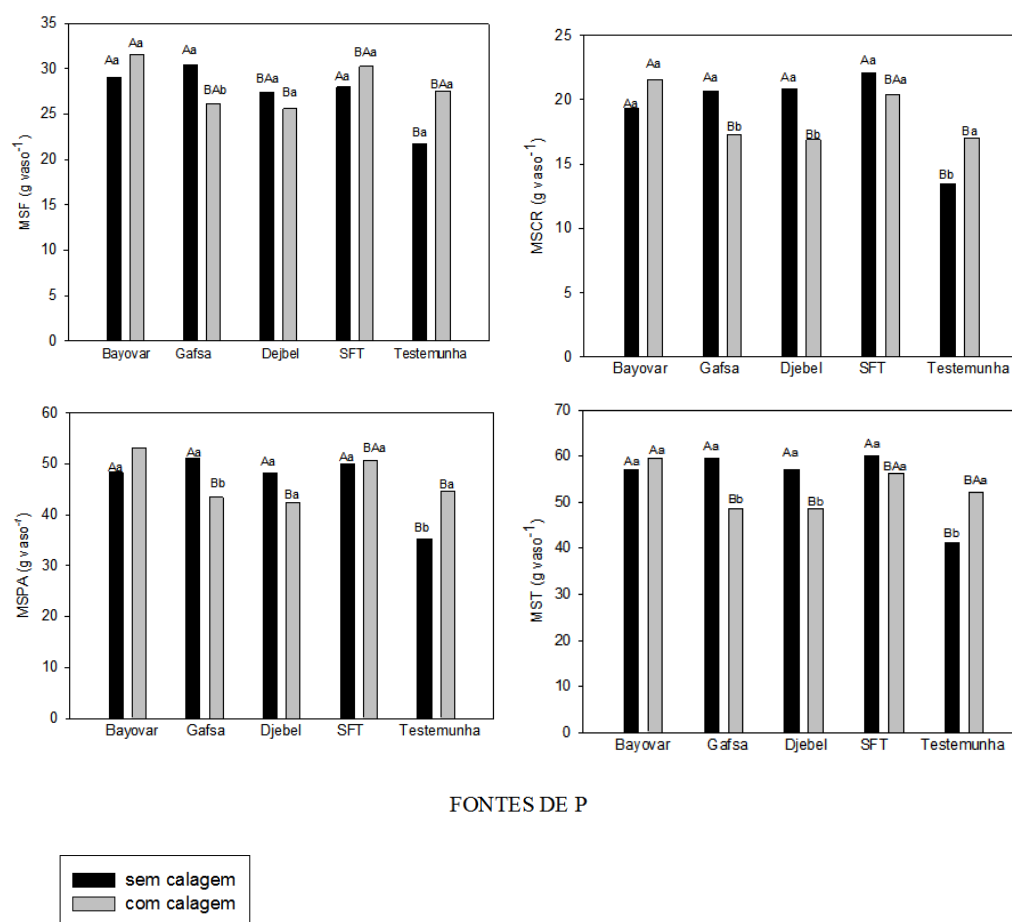 35
30
25
20
15
10
5
0
MSF (g vaso-1)
Aa Aa Aa BAb BAa Ba Aa BAa Ba BAa
Bayovar Gafsa Dejbel SFT Testemunha
25
20
15
10
5
0
MSCR (g vaso-1)
Aa Aa Aa Bb Aa Bb Aa BAa Bb Ba
Bayovar Gafsa Djebel SFT Testemunha
60
50
40
30
20
10
0
MSPA (g vaso-1)
Aa Aa Bb Aa Ba Aa BAa Bb Ba
Bayovar Gafsa Djebel SFT Testemunha
70
60
50
40
30
20
10
0
MST (g vaso-1)
Aa Aa Aa Bb Aa Bb Aa BAa Bb BAa
Bayovar Gafsa Djebel SFT Testemunha
FONTES DE P
sem calagem
com calagem